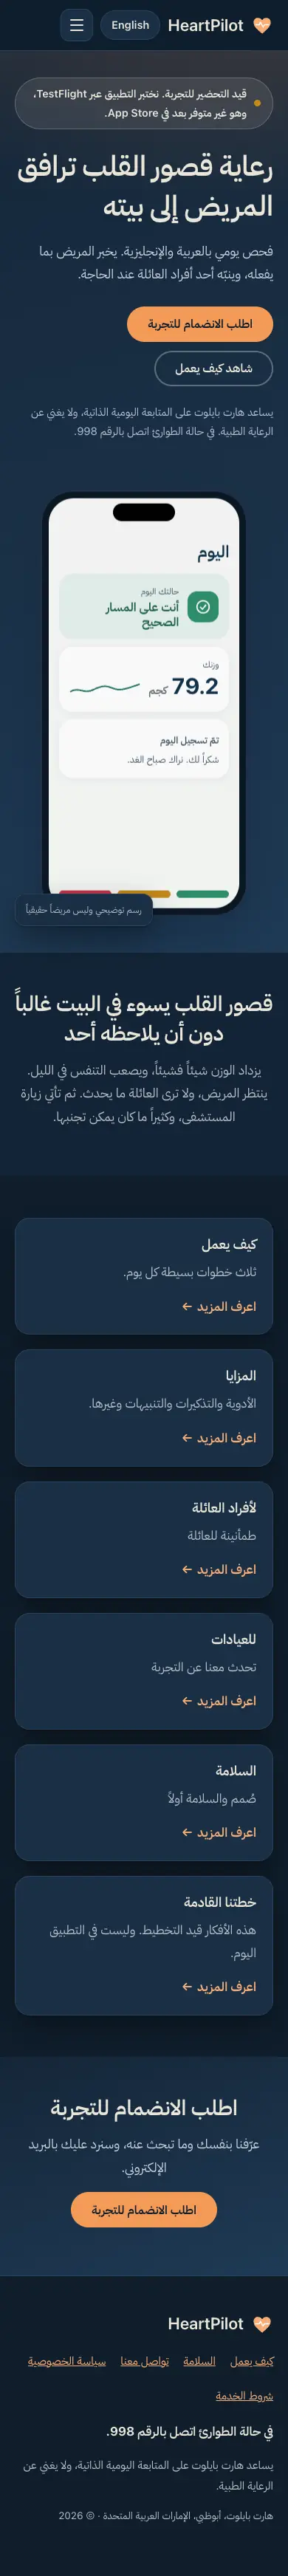 HeartPilot
English
قيد التحضير للتجربة. نختبر التطبيق عبر TestFlight،
وهو غير متوفر بعد في App Store.
رعاية قصور القلب ترافق
المريض إلى بيته
فحص يومي بالعربية والإنجليزية. يخبر المريض بما
يفعله، وينبّه أحد أفراد العائلة عند الحاجة.
اطلب الانضمام للتجربة
شاهد كيف يعمل
يساعد هارت بايلوت على المتابعة اليومية الذاتية، ولا يغني عن
الرعاية الطبية. في حالة الطوارئ اتصل بالرقم 998.
اليوم
حالتك اليوم
أنت على المسار
الصحيح
وزنك
79.2 كجم
تمّ تسجيل اليوم
شكراً لك. نراك صباح الغد.
رسم توضيحي وليس مريضاً حقيقياً
قصور القلب يسوء في البيت غالباً
دون أن يلاحظه أحد
يزداد الوزن شيئاً فشيئاً، ويصعب التنفس في الليل.
ينتظر المريض، ولا ترى العائلة ما يحدث. ثم تأتي زيارة
المستشفى، وكثيراً ما كان يمكن تجنبها.
كيف يعمل
ثلاث خطوات بسيطة كل يوم.
اعرف المزيد ←
المزايا
الأدوية والتذكيرات والتنبيهات وغيرها.
اعرف المزيد ←
لأفراد العائلة
طمأنينة للعائلة
اعرف المزيد ←
للعيادات
تحدث معنا عن التجربة
اعرف المزيد ←
السلامة
صُمم والسلامة أولاً
اعرف المزيد ←
خطتنا القادمة
هذه الأفكار قيد التخطيط. وليست في التطبيق
اليوم.
اعرف المزيد ←
اطلب الانضمام للتجربة
عرّفنا بنفسك وما تبحث عنه، وسنرد عليك بالبريد
الإلكتروني.
اطلب الانضمام للتجربة
HeartPilot
كيف يعمل السلامة تواصل معنا سياسة الخصوصية
شروط الخدمة
في حالة الطوارئ اتصل بالرقم 998.
يساعد هارت بايلوت على المتابعة اليومية الذاتية، ولا يغني عن
الرعاية الطبية.
هارت بايلوت، أبوظبي، الإمارات العربية المتحدة · © 2026